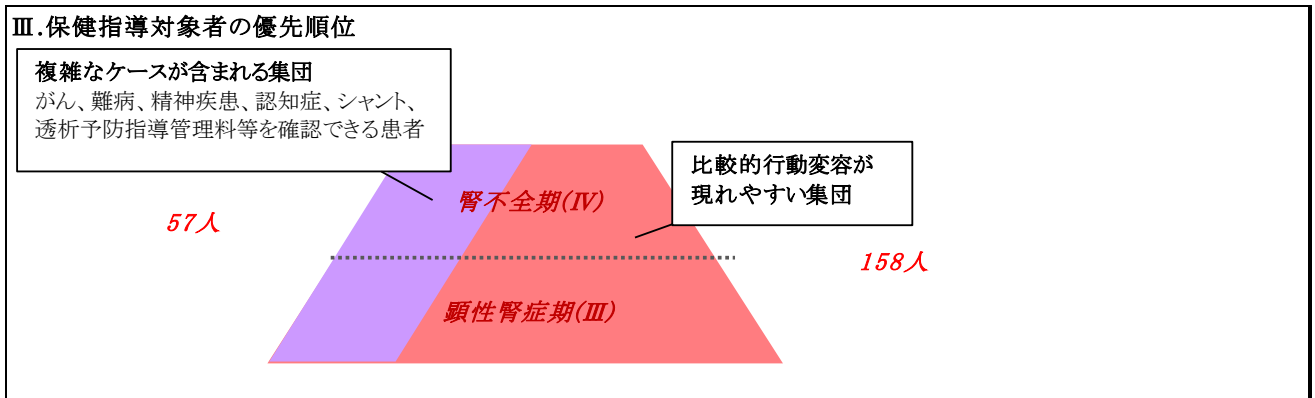 Ⅲ.保健指導対象者の優先順位
複雑なケースが含まれる集団
がん、難病、精神疾患、認知症、シャント、
透析予防指導管理料等を確認できる患者
比較的行動変容が
現れやすい集団
腎不全期(Ⅳ)
57人
158人
顕性腎症期(Ⅲ)